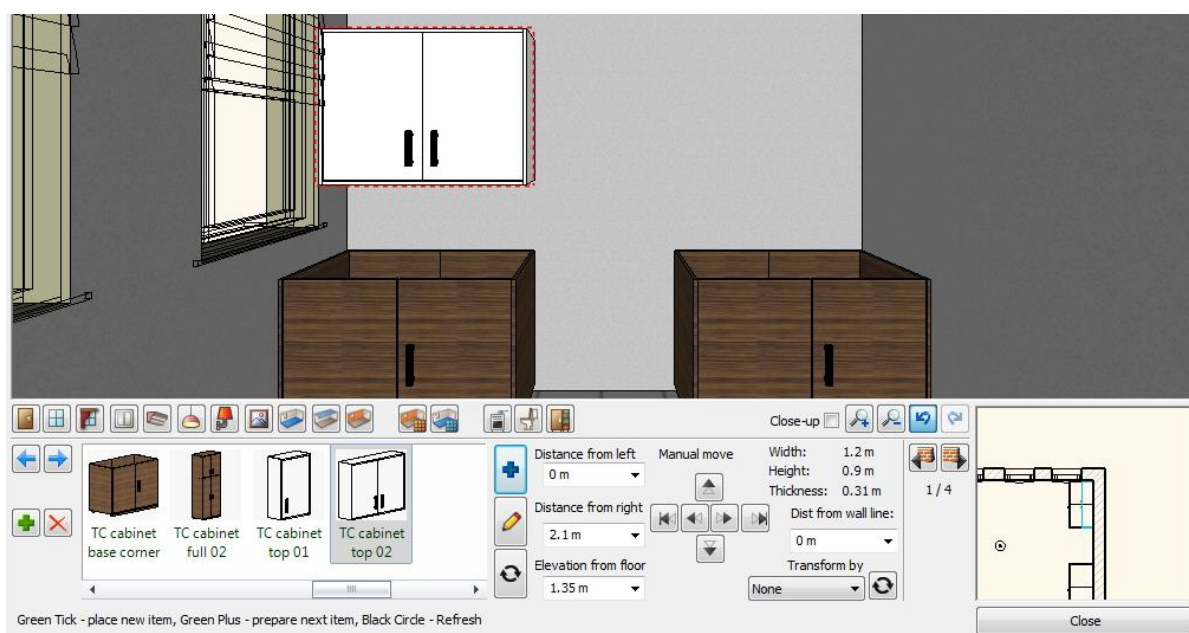 Close-up
TC cabinet
base corner
TC cabinet
full 02
TC cabinet
top 01
TC cabinet
top 02
Distance from left
0 m
Distance from right
2.1 m
Elevation from floor
1.35 m
Manual move
Width: 1.2 m
Height: 0.9 m
Thickness: 0.31 m
Dist from wall line:
0 m
Transform by
None
1 / 4
Green Tick - place new item, Green Plus - prepare next item, Black Circle - Refresh
Close